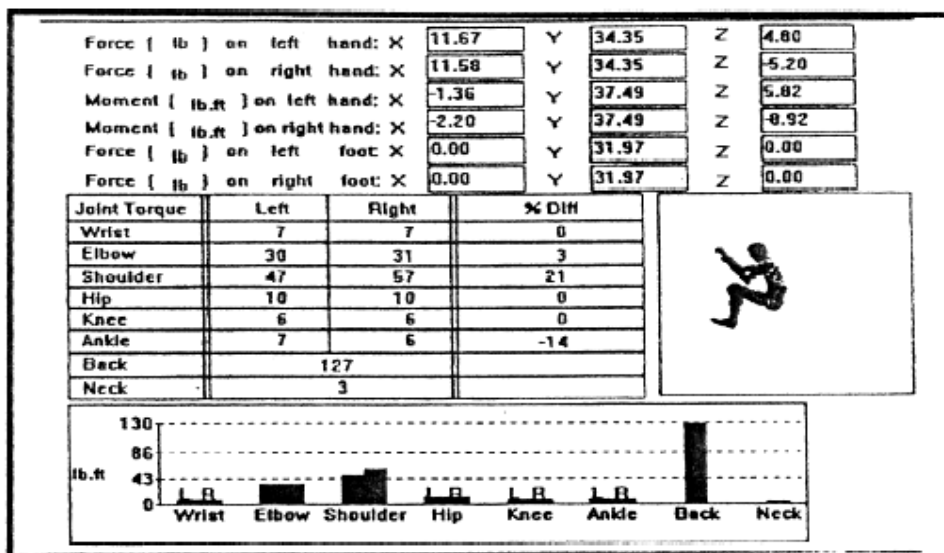 Force [ lb ] on left hand: X 11.67 Y 34.35 Z 4.80
Force [ lb ] on right hand: X 11.58 Y 34.35 Z -5.20
Moment [ lb.ft ] on left hand: X -1.36 Y 37.49 Z 5.82
Moment [ lb.ft ] on right hand: X -2.20 Y 37.49 Z -8.92
Force [ lb ] on left foot: X 0.00 Y 31.97 Z 0.00
Force [ lb ] on right foot: X 0.00 Y 31.97 Z 0.00
Joint Torque Left Right % Diff
Wrist 7 7 0
Elbow 30 31 3
Shoulder 47 57 21
Hip 10 10 0
Knee 6 6 0
Ankle 7 6 -14
Back 127
Neck 3
130
86
lb.ft
43
L R L R L R L R
0
Wrist Elbow Shoulder Hip Knee Ankle Back Neck